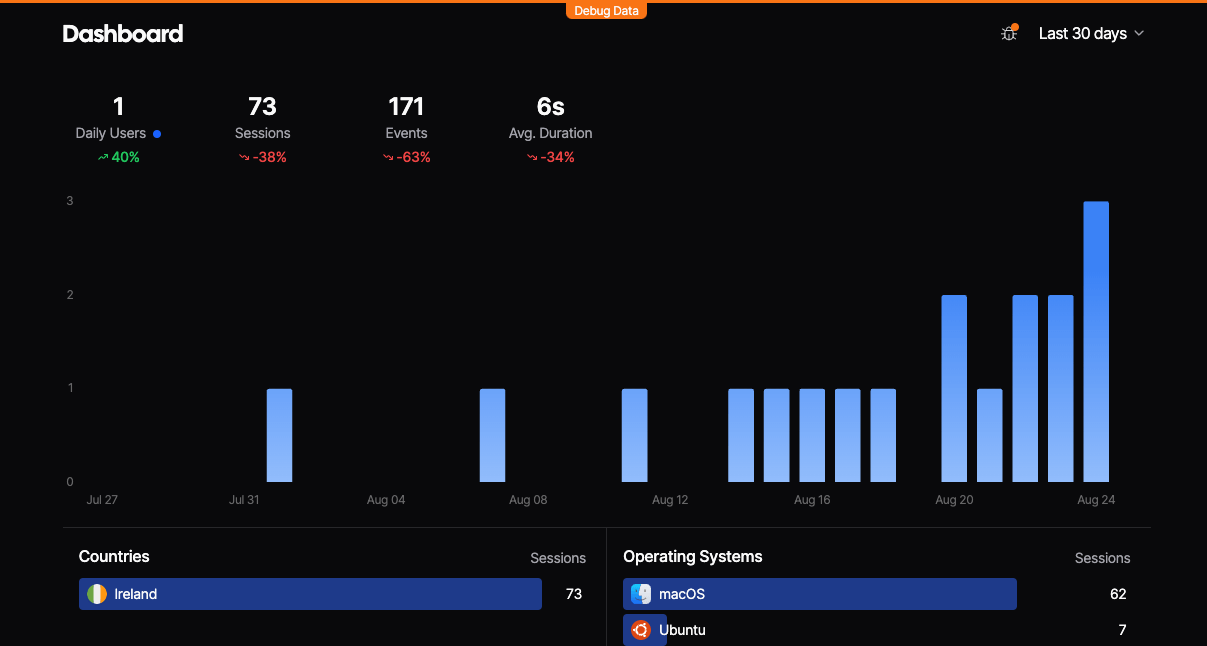 Debug Data
Dashboard
Last 30 days
1 73 171 6s
Daily Users Sessions Events Avg. Duration
40% -38% -63% -34%
3
2
1
0
Jul 27 Jul 31 Aug 04 Aug 08 Aug 12 Aug 16 Aug 20 Aug 24
Countries Sessions Operating Systems Sessions
Ireland 73 macOS 62
Ubuntu 7